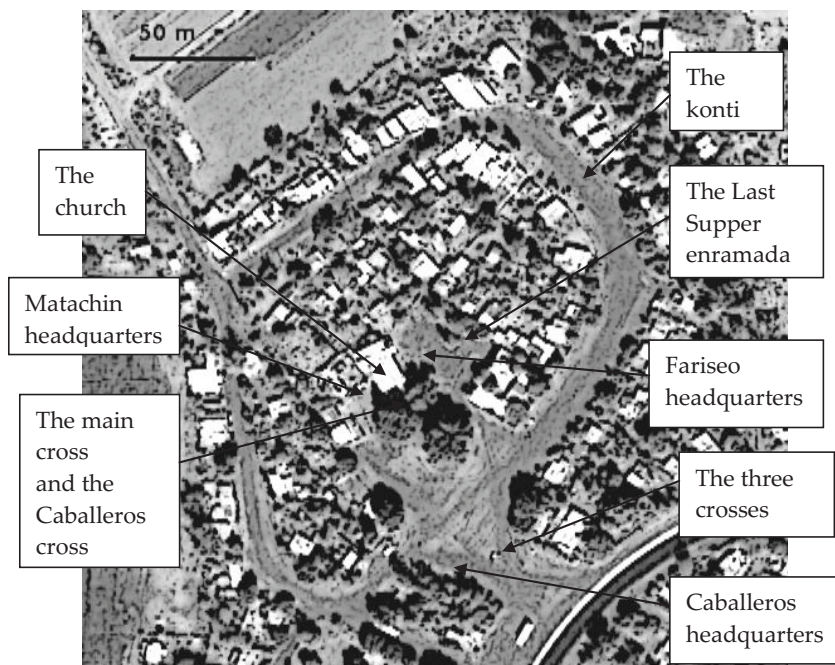 50 m
The
konti
The
church
The Last
Supper
enramada
Matachin
headquarters
Fariseo
headquarters
The main
cross
and the
Caballeros
cross
The three
crosses
Caballeros
headquarters